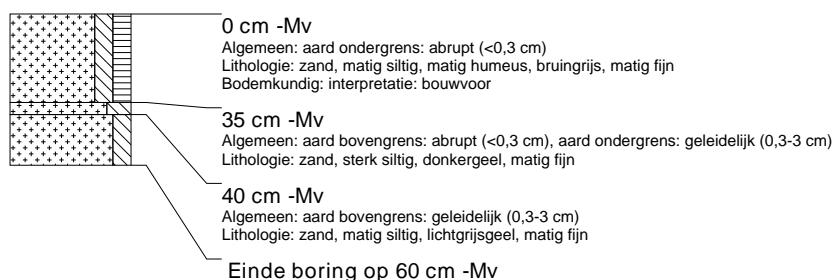 0 cm -Mv
Algemeen: aard ondergrens: abrupt (<0,3 cm)
Lithologie: zand, matig siltig, matig humeus, bruingrijs, matig fijn
Bodemkundig: interpretatie: bouwvoor
35 cm -Mv
Algemeen: aard bovengrens: abrupt (<0,3 cm), aard ondergrens: geleidelijk (0,3-3 cm)
Lithologie: zand, sterk siltig, donkergeel, matig fijn
40 cm -Mv
Algemeen: aard bovengrens: geleidelijk (0,3-3 cm)
Lithologie: zand, matig siltig, lichtgrijsgeel, matig fijn
Einde boring op 60 cm -Mv